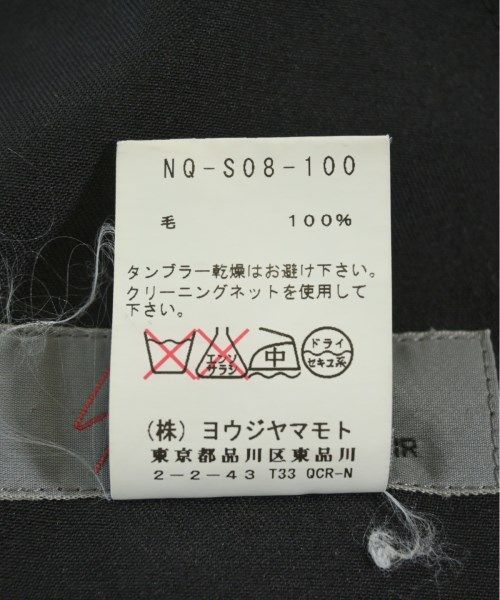 NQ-S08-100
毛 100%
タンブラー乾燥はお避け下さい。
クリーニングネットを使用して
下さい。
エンソ
サラシ
中
ドライ
セキユ系
(株) ヨウジヤマモト
東京都品川区東品川
2-2-43 T33 QCR-N